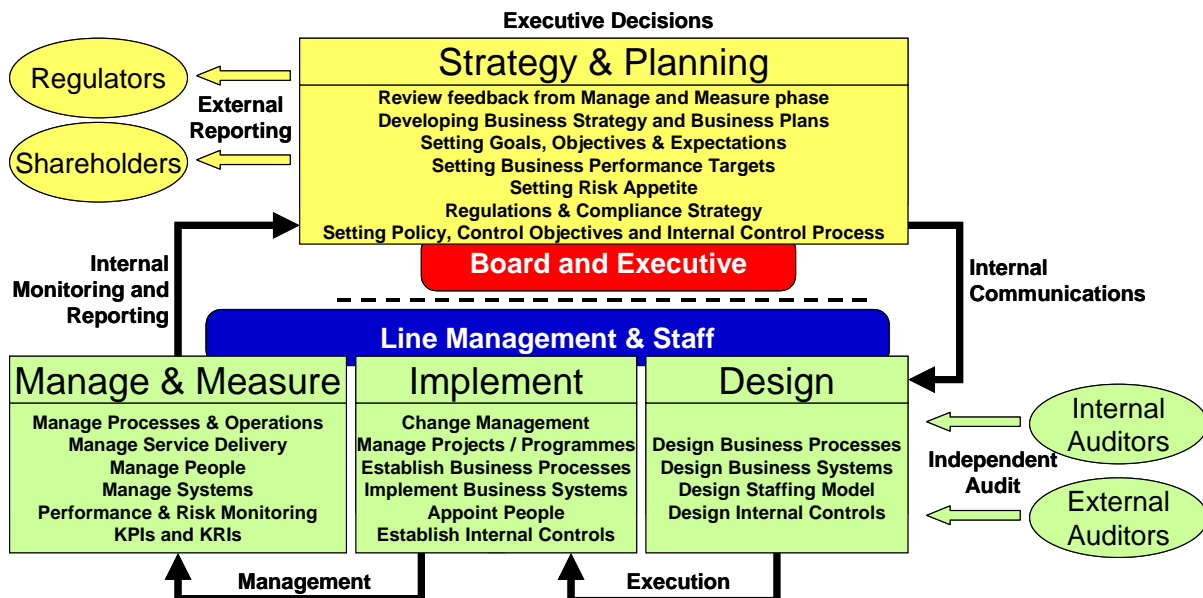 Executive Decisions
Strategy & Planning
Review feedback from Manage and Measure phase
Developing Business Strategy and Business Plans
Setting Goals, Objectives & Expectations
Setting Business Performance Targets
Setting Risk Appetite
Regulations & Compliance Strategy
Setting Policy, Control Objectives and Internal Control Process
Regulators
External
Reporting
Shareholders
Board and Executive
Internal
Monitoring and
Reporting
Internal
Communications
Line Management & Staff
Manage & Measure
Manage Processes & Operations
Manage Service Delivery
Manage People
Manage Systems
Performance & Risk Monitoring
KPIs and KRIs
Implement
Change Management
Manage Projects / Programmes
Establish Business Processes
Implement Business Systems
Appoint People
Establish Internal Controls
Design
Design Business Processes
Design Business Systems
Design Staffing Model
Design Internal Controls
Internal
Auditors
Independent
Audit
External
Auditors
Management
Execution